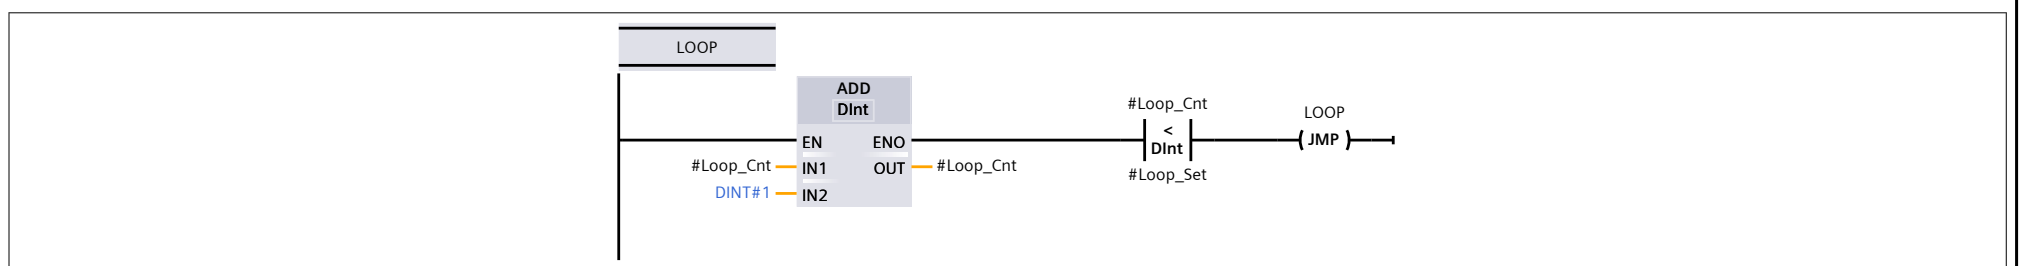 LOOP
ADD
DInt
#Loop_Cnt
LOOP
<
DInt
JMP
EN
ENO
#Loop_Cnt
IN1
OUT
#Loop_Cnt
#Loop_Set
DINT#1
IN2